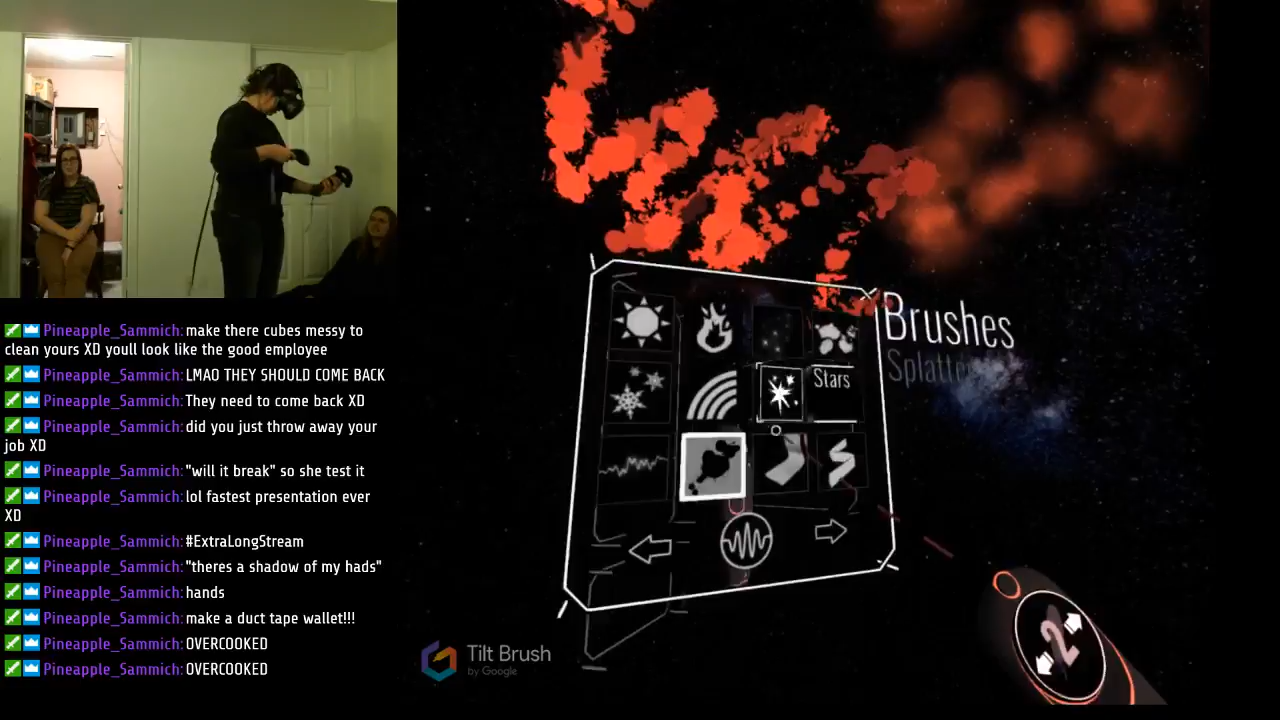 Pineapple_Sammich: make there cubes messy to
clean yours XD youll look like the good employee
Pineapple_Sammich: LMAO THEY SHOULD COME BACK
Pineapple_Sammich: They need to come back XD
Pineapple_Sammich: did you just throw away your
job XD
Pineapple_Sammich: "will it break" so she test it
Pineapple_Sammich: lol fastest presentation ever
XD
Pineapple_Sammich: #ExtraLongStream
Pineapple_Sammich: "theres a shadow of my hads"
Pineapple_Sammich: hands
Pineapple_Sammich: make a duct tape wallet!!!
Pineapple_Sammich: OVERCOOKED
Pineapple_Sammich: OVERCOOKED
Brushes
Splatter
Stars
2
Tilt Brush
by Google